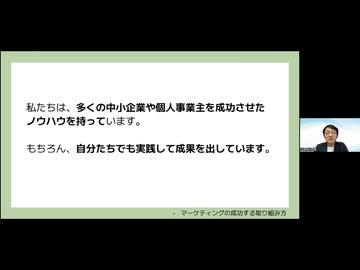 私たちは、多くの中小企業や個人事業主を成功させた
ノウハウを持っています。
もちろん、自分たちでも実践して成果を出しています。
- マーケティングの成功する取り組み方